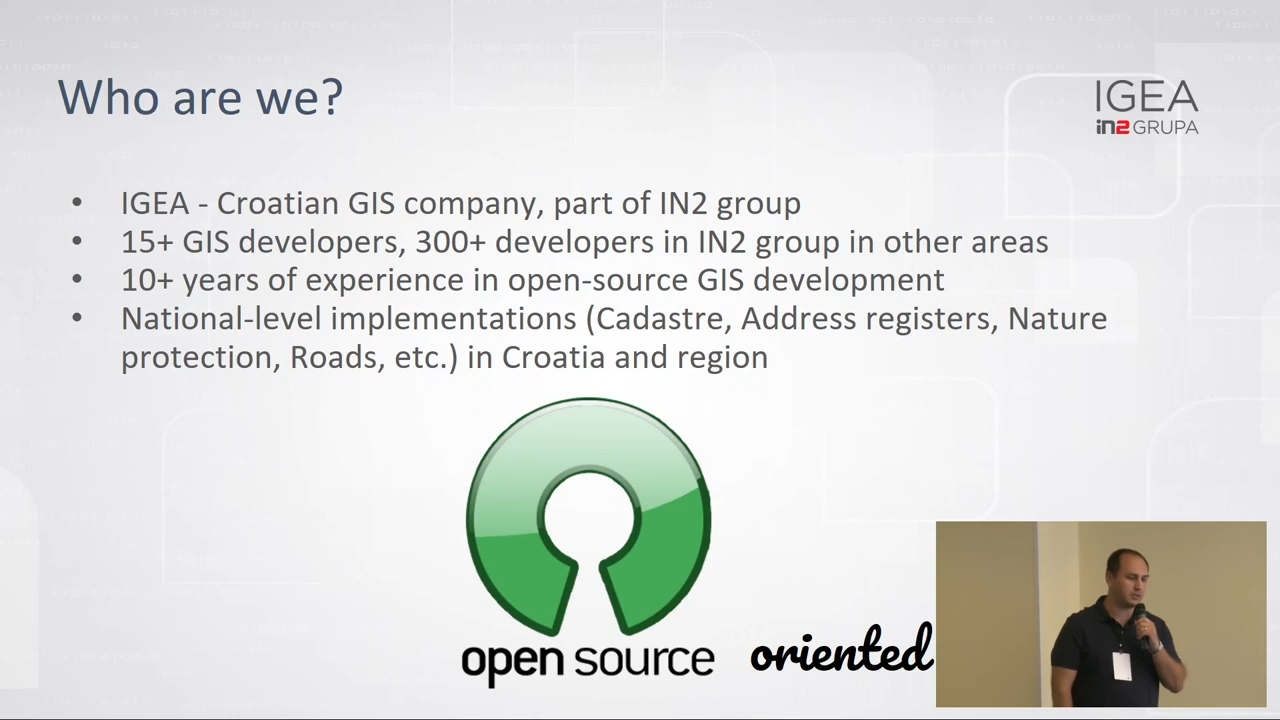 Who are we?
IGEA
in2 GRUPA
• IGEA - Croatian GIS company, part of IN2 group
• 15+ GIS developers, 300+ developers in IN2 group in other areas
• 10+ years of experience in open-source GIS development
• National-level implementations (Cadastre, Address registers, Nature
protection, Roads, etc.) in Croatia and region
open source oriented